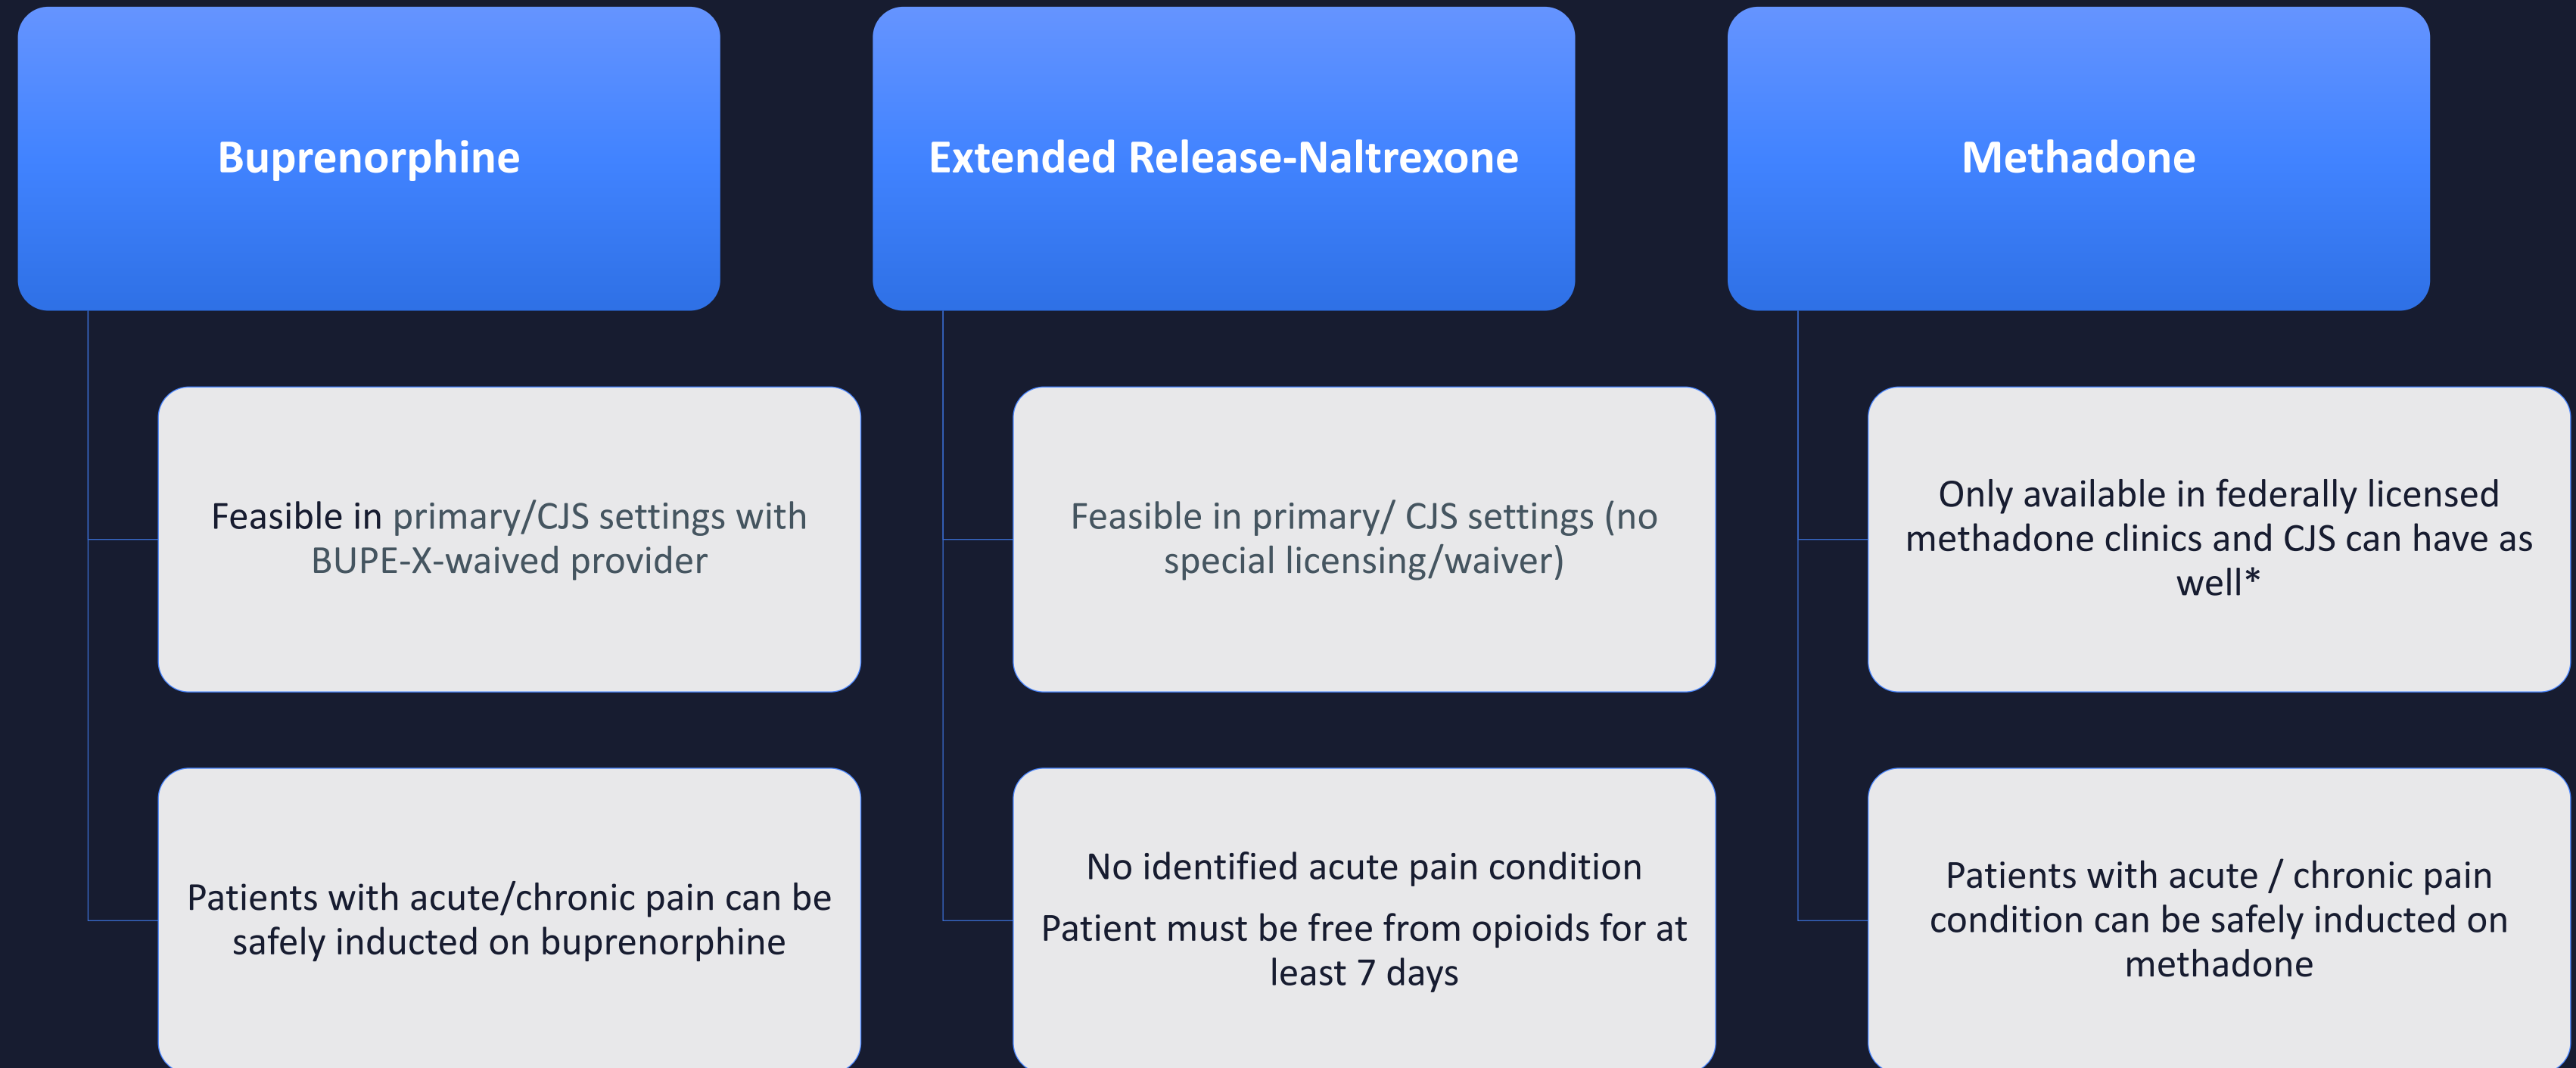 Buprenorphine
Feasible in primary/CJS settings with
BUPE-X-waived provider
Patients with acute/chronic pain can be
safely inducted on buprenorphine
Extended Release-Naltrexone
Feasible in primary/ CJS settings (no
special licensing/waiver)
No identified acute pain condition
Patient must be free from opioids for at
least 7 days
Methadone
Only available in federally licensed
methadone clinics and CJS can have as
well*
Patients with acute / chronic pain
condition can be safely inducted on
methadone